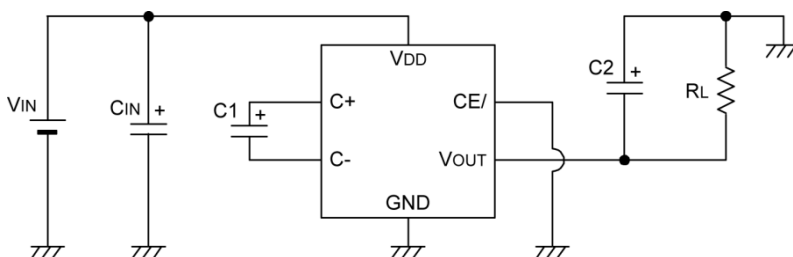 VIN
CIN
+
C1
+
VDD
C+
C-
GND
CE/
VOUT
C2
+
RL